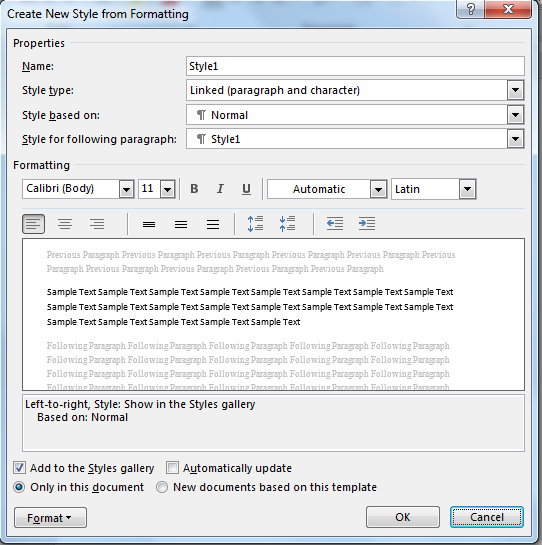 Create New Style from Formatting
Properties
Name: Style1
Style type: Linked (paragraph and character)
Style based on: ¶ Normal
Style for following paragraph: ¶ Style1
Formatting
Calibri (Body) 11 B I U Automatic Latin
Previous Paragraph Previous Paragraph Previous Paragraph Previous Paragraph Previous Paragraph Previous
Paragraph Previous Paragraph Previous Paragraph Previous Paragraph Previous Paragraph
Sample Text Sample Text Sample Text Sample Text Sample Text Sample Text Sample Text Sample Text
Sample Text Sample Text Sample Text Sample Text Sample Text Sample Text Sample Text Sample Text
Sample Text Sample Text Sample Text Sample Text Sample Text
Following Paragraph Following Paragraph Following Paragraph Following Paragraph Following Paragraph
Following Paragraph Following Paragraph Following Paragraph Following Paragraph Following Paragraph
Following Paragraph Following Paragraph Following Paragraph Following Paragraph Following Paragraph
Following Paragraph Following Paragraph Following Paragraph Following Paragraph Following Paragraph
Left-to-right, Style: Show in the Styles gallery
Based on: Normal
Add to the Styles gallery Automatically update
Only in this document New documents based on this template
Format OK Cancel